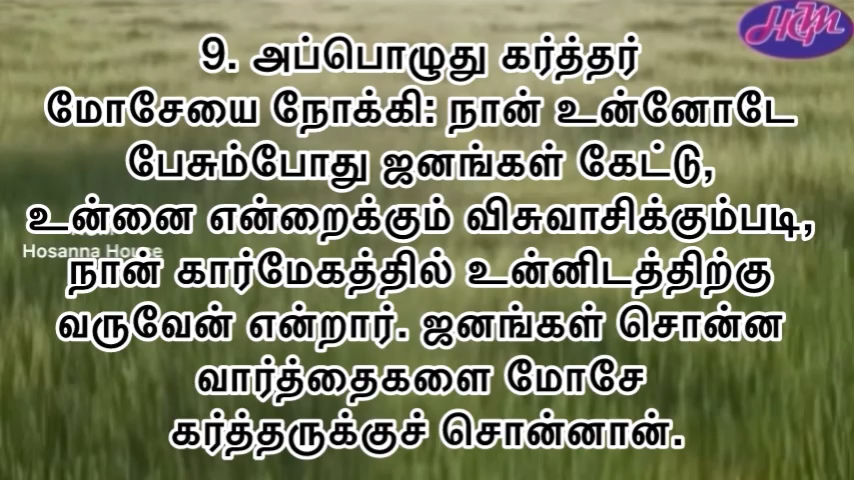 HCM
9. அப்பொழுது கர்த்தர்
மோசேயை நோக்கி: நான் உன்னோடே
பேசும்போது ஜனங்கள் கேட்டு,
உன்னை என்றைக்கும் விசுவாசிக்கும்படி,
Hosanna House
நான் கார்மேகத்தில் உன்னிடத்திற்கு
வருவேன் என்றார். ஜனங்கள் சொன்ன
வார்த்தைகளை மோசே
கர்த்தருக்குச் சொன்னான்.